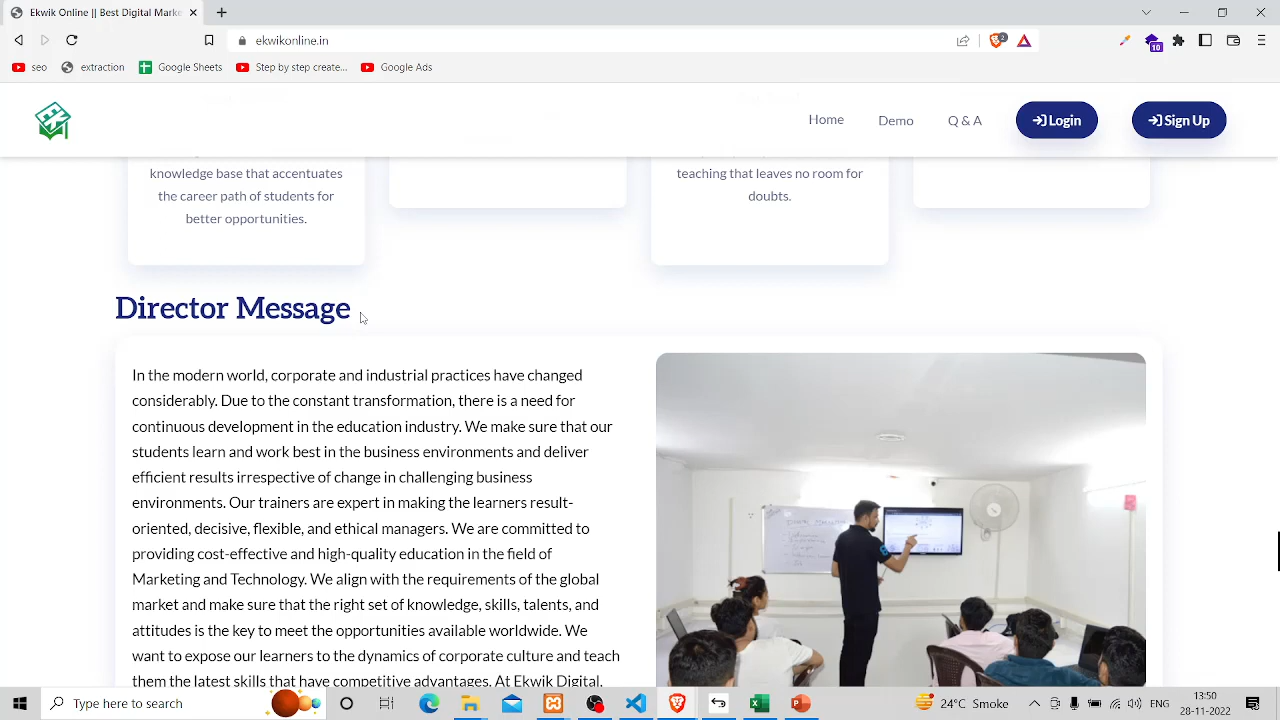 Ekwik Online || Best Digital Marke
ekwikonline.in
2
10
seo
extraction
Google Sheets
Step by step create...
Google Ads
Home
Demo
Q & A
Login
Sign Up
knowledge base that accentuates
the career path of students for
better opportunities.
teaching that leaves no room for
doubts.
Director Message
In the modern world, corporate and industrial practices have changed
considerably. Due to the constant transformation, there is a need for
continuous development in the education industry. We make sure that our
students learn and work best in the business environments and deliver
efficient results irrespective of change in challenging business
environments. Our trainers are expert in making the learners result-
oriented, decisive, flexible, and ethical managers. We are committed to
providing cost-effective and high-quality education in the field of
Marketing and Technology. We align with the requirements of the global
market and make sure that the right set of knowledge, skills, talents, and
attitudes is the key to meet the opportunities available worldwide. We
want to expose our learners to the dynamics of corporate culture and teach
them the latest skills that have competitive advantages. At Ekwik Digital,
Type here to search
24°C Smoke
ENG
13:50
28-11-2022